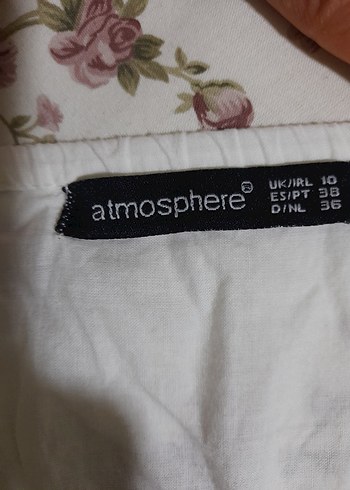 atmosphere®
UK/IRL 10
ES/PT 38
D/NL 36